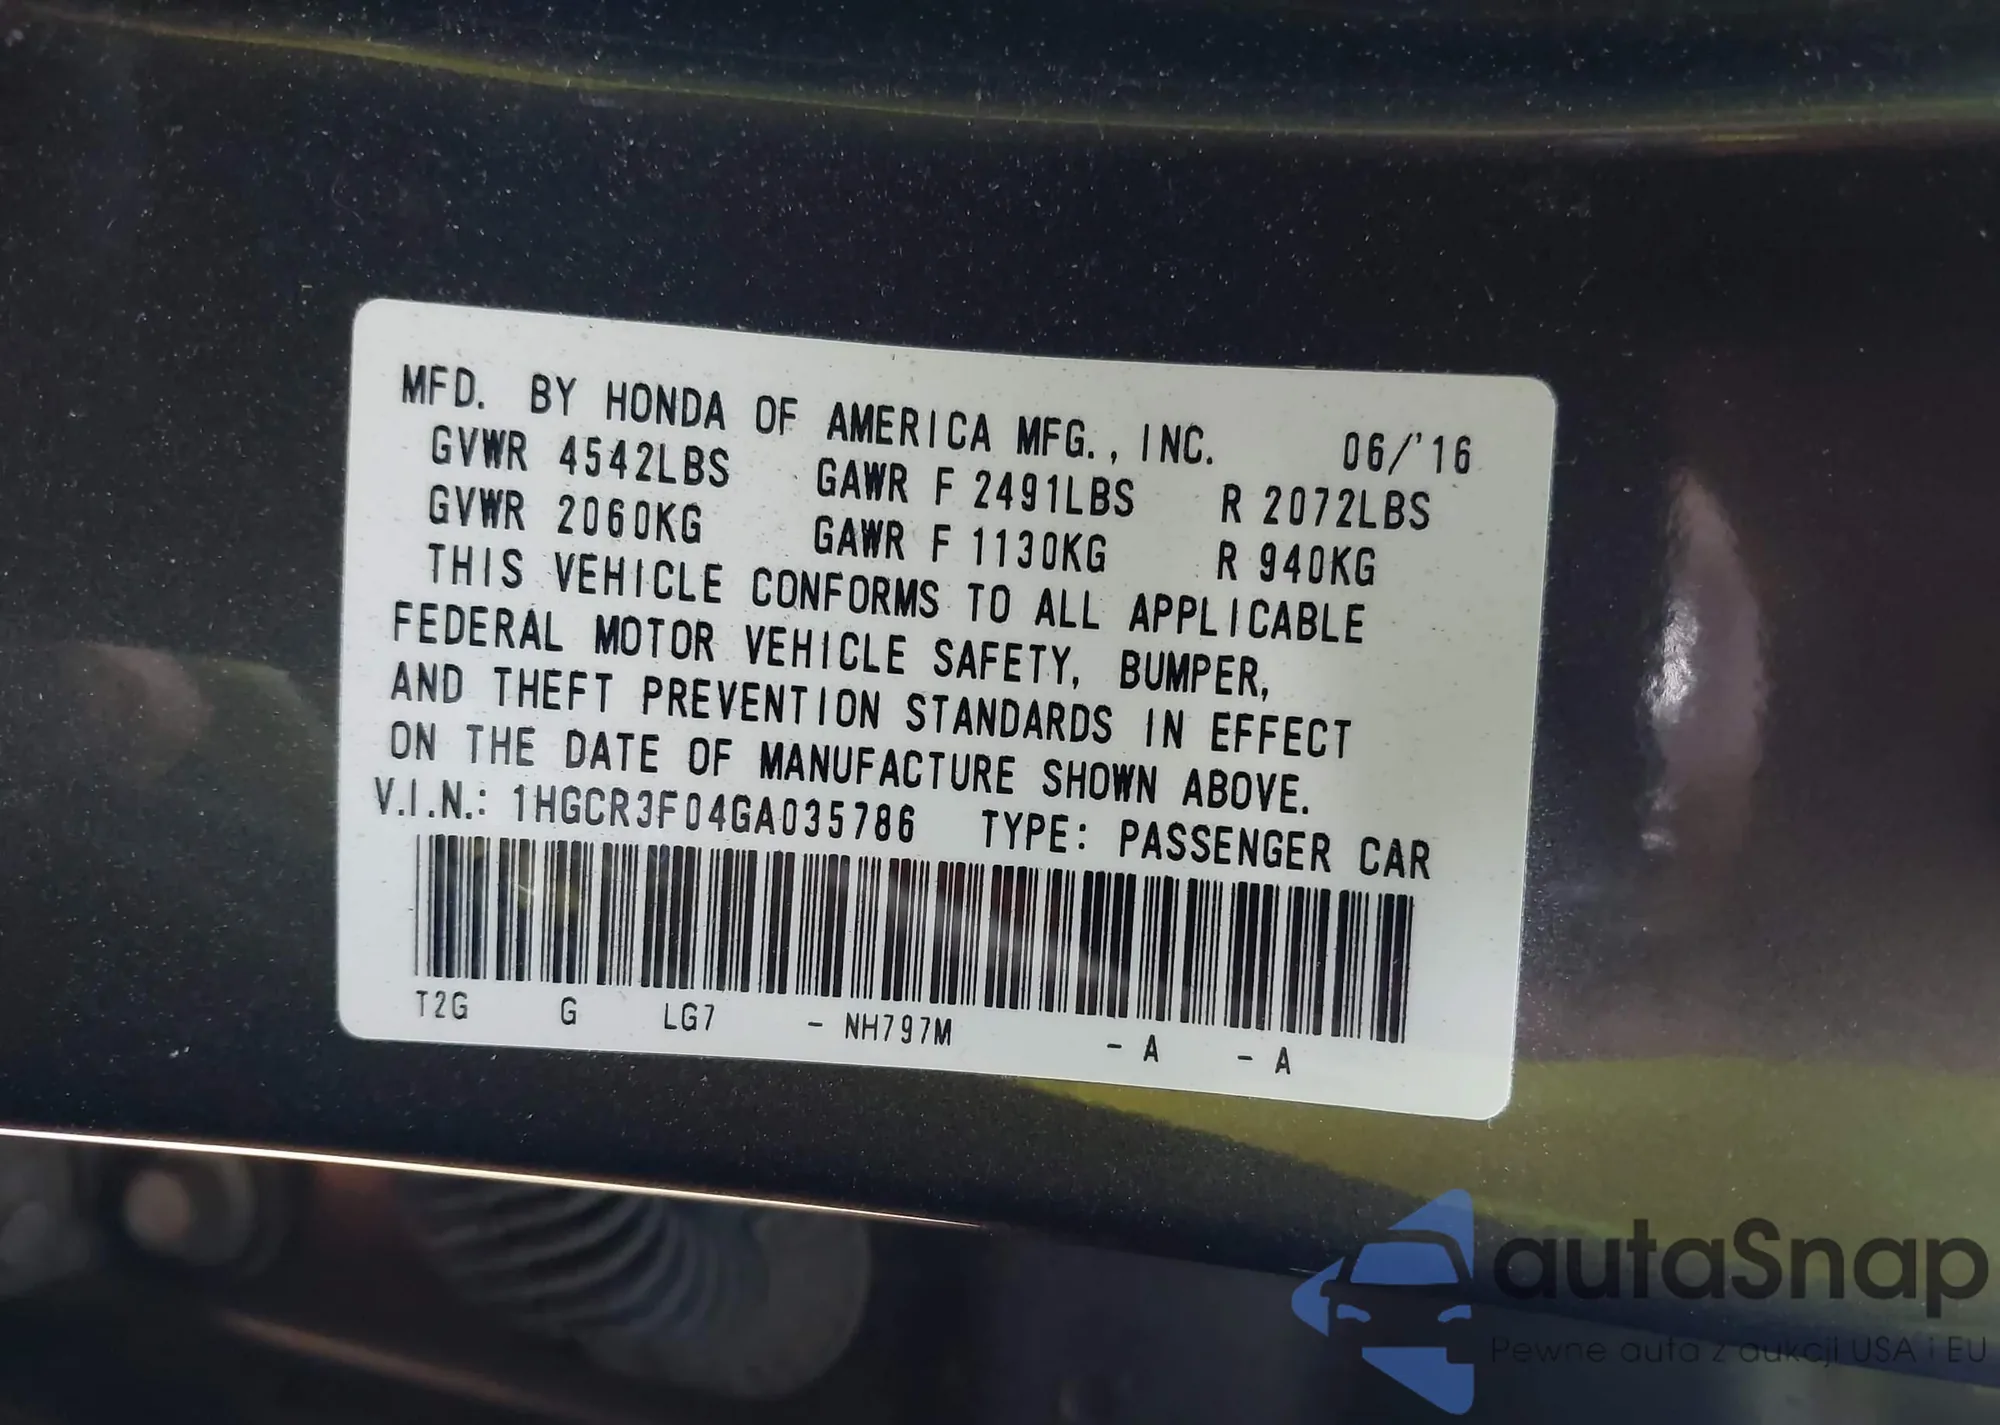 MFD. BY HONDA OF AMERICA MFG., INC. 06/'16
GVWR 4542LBS GAWR F 2491LBS R 2072LBS
GVWR 2060KG GAWR F 1130KG R 940KG
THIS VEHICLE CONFORMS TO ALL APPLICABLE
FEDERAL MOTOR VEHICLE SAFETY, BUMPER,
AND THEFT PREVENTION STANDARDS IN EFFECT
ON THE DATE OF MANUFACTURE SHOWN ABOVE.
V.I.N.: 1HGCR3F04GA035786 TYPE: PASSENGER CAR
T2G G LG7 - NH797M - A - A
autaSnap
Pewne auta z aukcji USA i EU